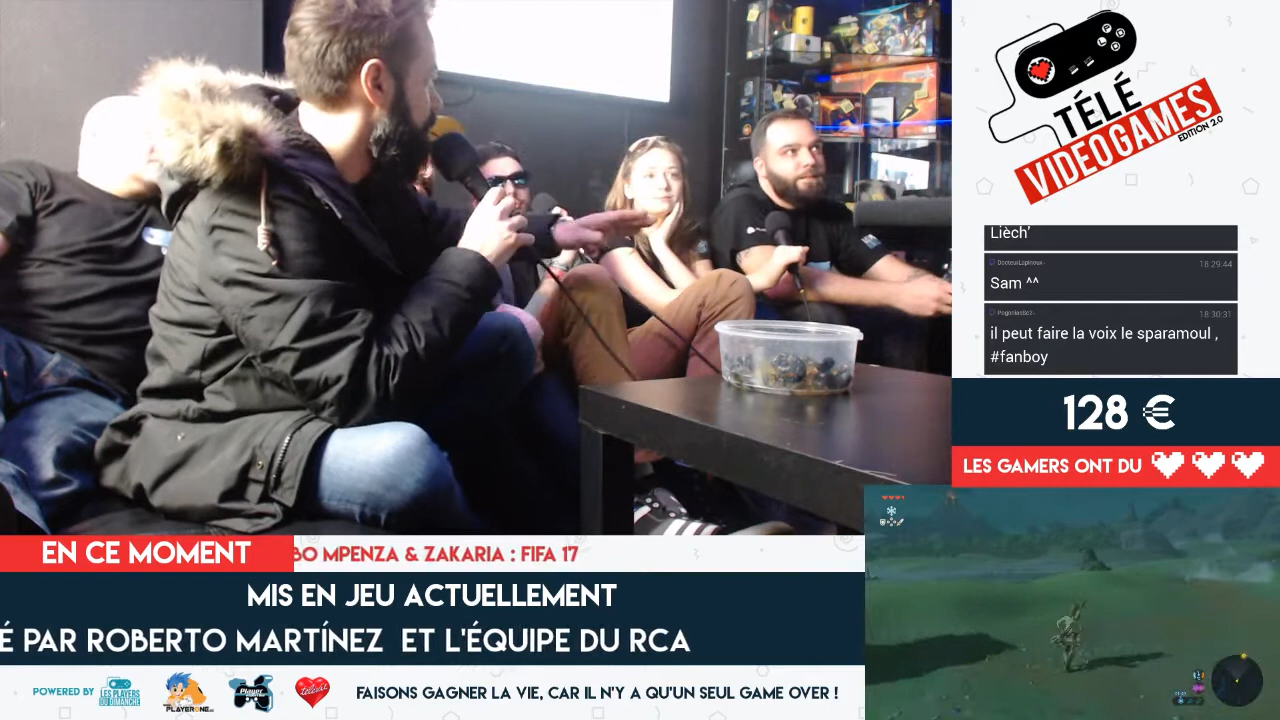 TÉLÉ
VIDEOGAMES
EDITION 2.0
Lièch'
18:29:44
Sam ^^
18:30:31
il peut faire la voix le sparamoul ,
#fanboy
128 €
LES GAMERS ONT DU
EN CE MOMENT
BO MPENZA & ZAKARIA : FIFA 17
MIS EN JEU ACTUELLEMENT
É PAR ROBERTO MARTÍNEZ ET L'ÉQUIPE DU RCA
POWERED BY
LES PLAYERS
DU DIMANCHE
PLAYERONE
télévie
FAISONS GAGNER LA VIE, CAR IL N'Y A QU'UN SEUL GAME OVER !